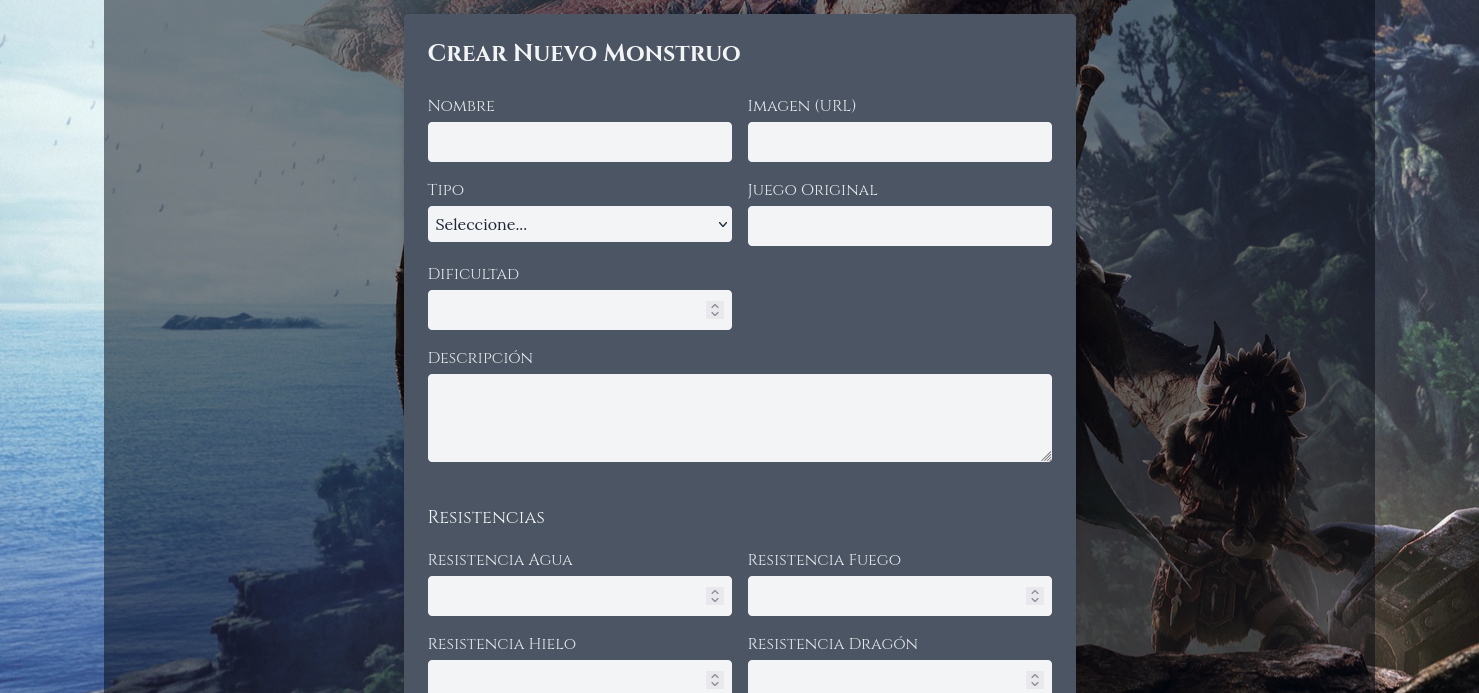 Crear Nuevo Monstruo
Nombre
Imagen (URL)
Tipo
Juego Original
Seleccione...
Dificultad
Descripción
Resistencias
Resistencia Agua
Resistencia Fuego
Resistencia Hielo
Resistencia Dragón